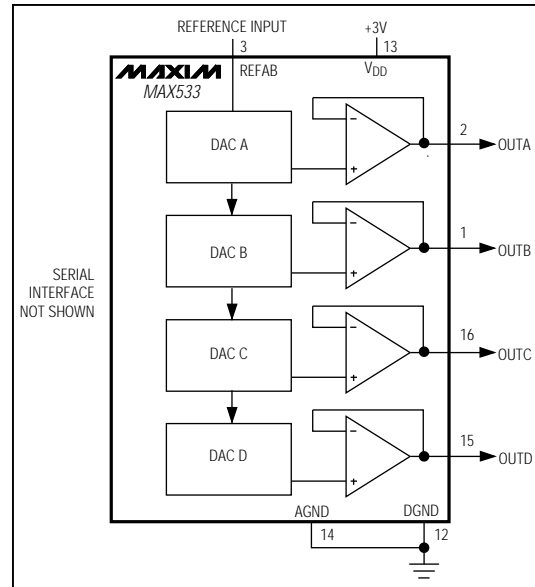 REFERENCE INPUT
+3V
3
13
MAXIM
REFAB
VDD
MAX533
DAC A
−
+
2
OUTA
DAC B
−
+
1
OUTB
SERIAL
INTERFACE
NOT SHOWN
DAC C
−
+
16
OUTC
DAC D
−
+
15
OUTD
AGND
DGND
14
12